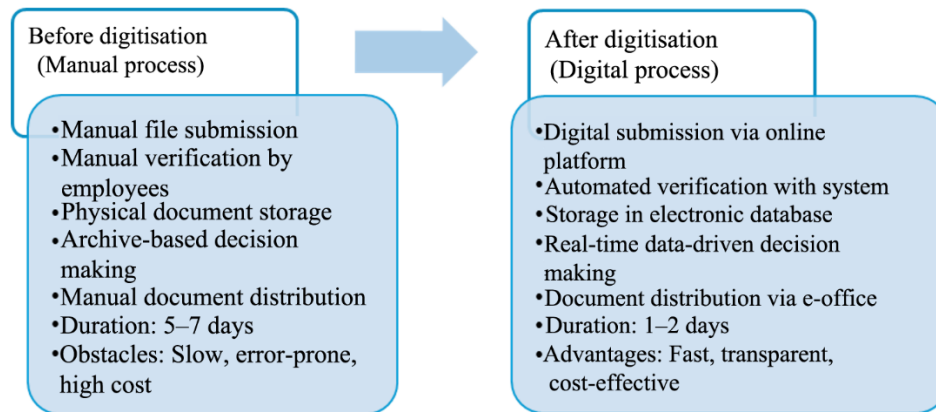 Before digitisation
(Manual process)
•Manual file submission
•Manual verification by
employees
•Physical document storage
•Archive-based decision
making
•Manual document distribution
•Duration: 5–7 days
•Obstacles: Slow, error-prone,
high cost
After digitisation
(Digital process)
•Digital submission via online
platform
•Automated verification with system
•Storage in electronic database
•Real-time data-driven decision
making
•Document distribution via e-office
•Duration: 1–2 days
•Advantages: Fast, transparent,
cost-effective